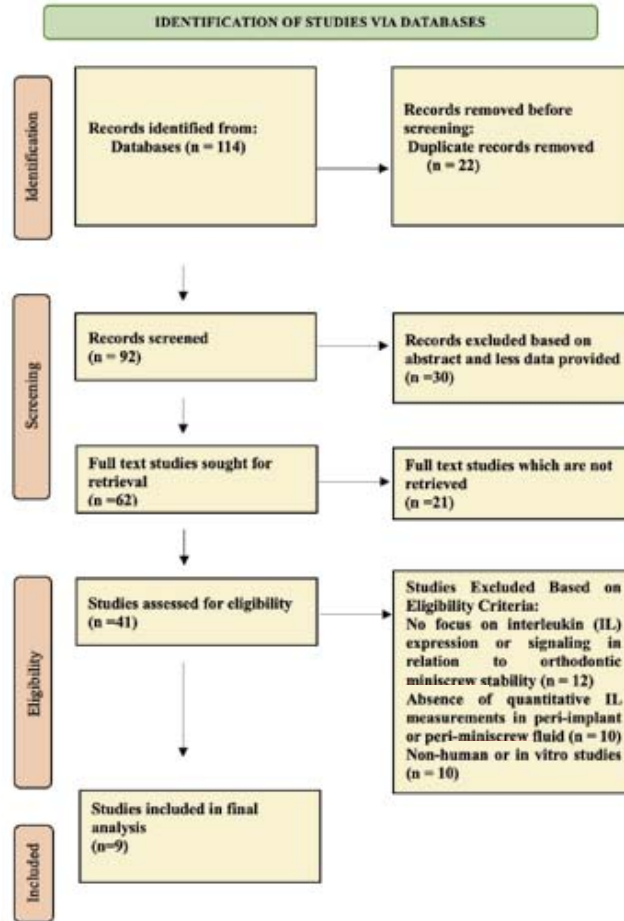 IDENTIFICATION OF STUDIES VIA DATABASES
Identification
Records identified from:
Databases (n = 114)
Records removed before
screening:
Duplicate records removed
(n = 22)
Screening
Records screened
(n = 92)
Records excluded based on
abstract and less data provided
(n =30)
Full text studies sought for
retrieval
(n =62)
Full text studies which are not
retrieved
(n =21)
Eligibility
Studies assessed for eligibility
(n =41)
Studies Excluded Based on
Eligibility Criteria:
No focus on interleukin (IL)
expression or signaling in
relation to orthodontic
miniscrew stability (n = 12)
Absence of quantitative IL
measurements in peri-implant
or peri-miniscrew fluid (n = 10)
Non-human or in vitro studies
(n = 10)
Included
Studies included in final
analysis
(n=9)